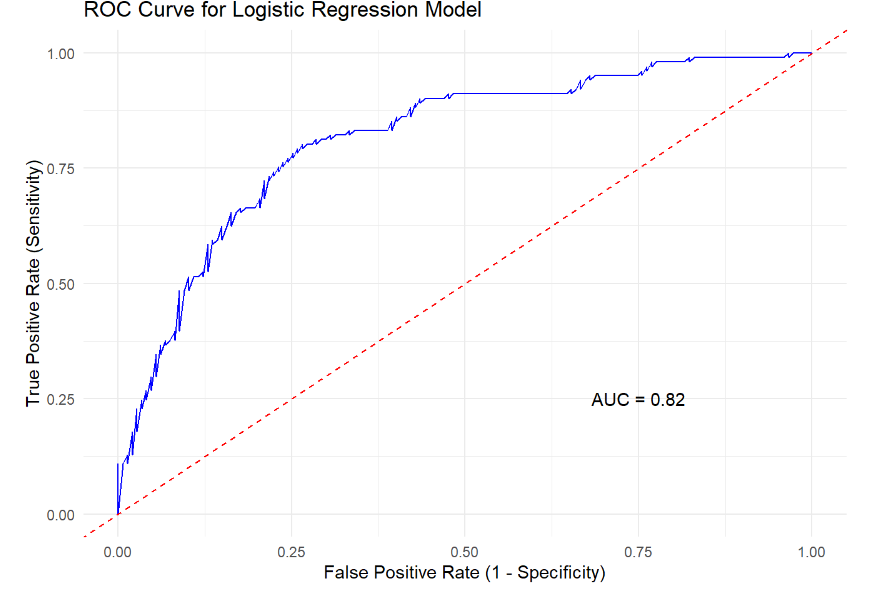 ROC Curve for Logistic Regression Model
True Positive Rate (Sensitivity)
1.00
0.75
0.50
0.25
0.00
AUC = 0.82
0.00 0.25 0.50 0.75 1.00
False Positive Rate (1 - Specificity)